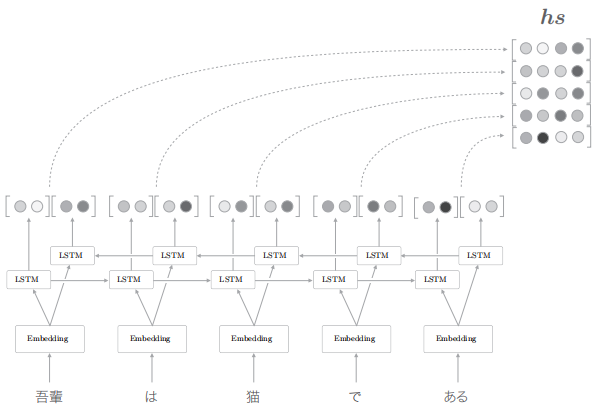 hs
LSTM LSTM LSTM LSTM LSTM
LSTM LSTM LSTM LSTM LSTM
Embedding Embedding Embedding Embedding Embedding
吾輩 は 猫 で ある